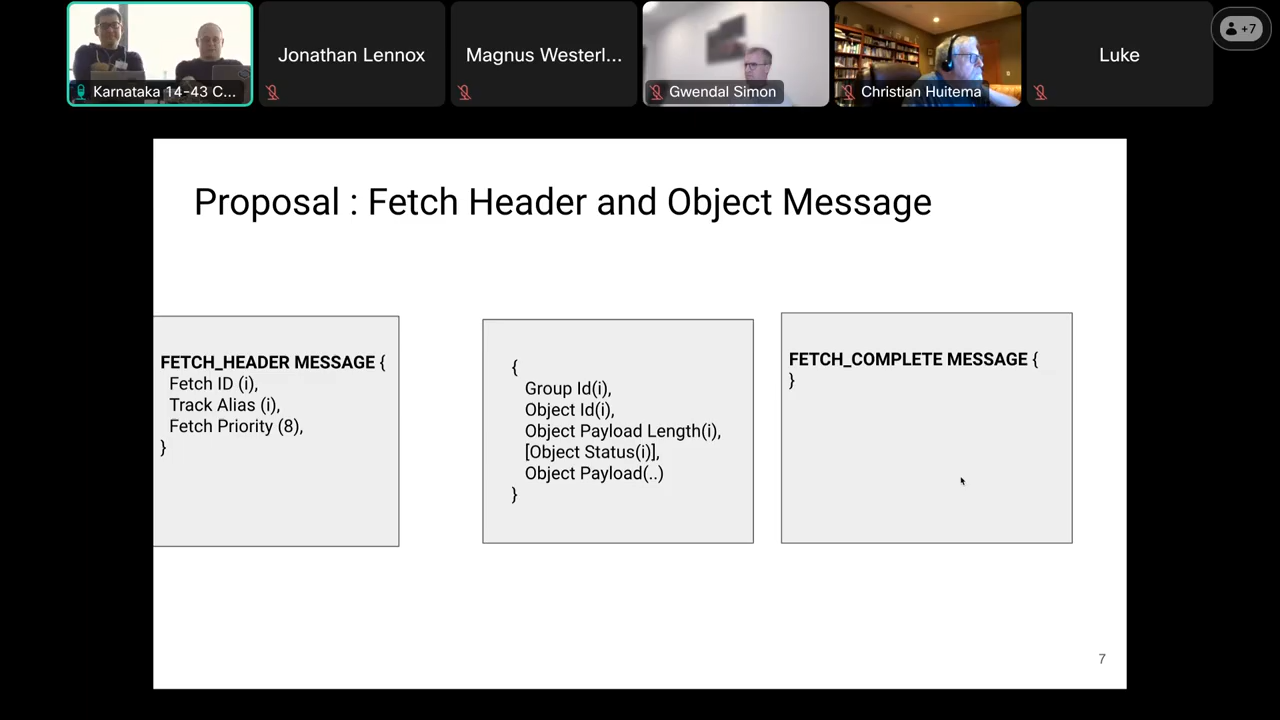 Karnataka 14-43 C...
Jonathan Lennox
Magnus Westerl...
Gwendal Simon
Christian Huitema
Luke
+7
Proposal : Fetch Header and Object Message
FETCH_HEADER MESSAGE {
Fetch ID (i),
Track Alias (i),
Fetch Priority (8),
}
{
Group Id(i),
Object Id(i),
Object Payload Length(i),
[Object Status(i)],
Object Payload(..)
}
FETCH_COMPLETE MESSAGE {
}
7